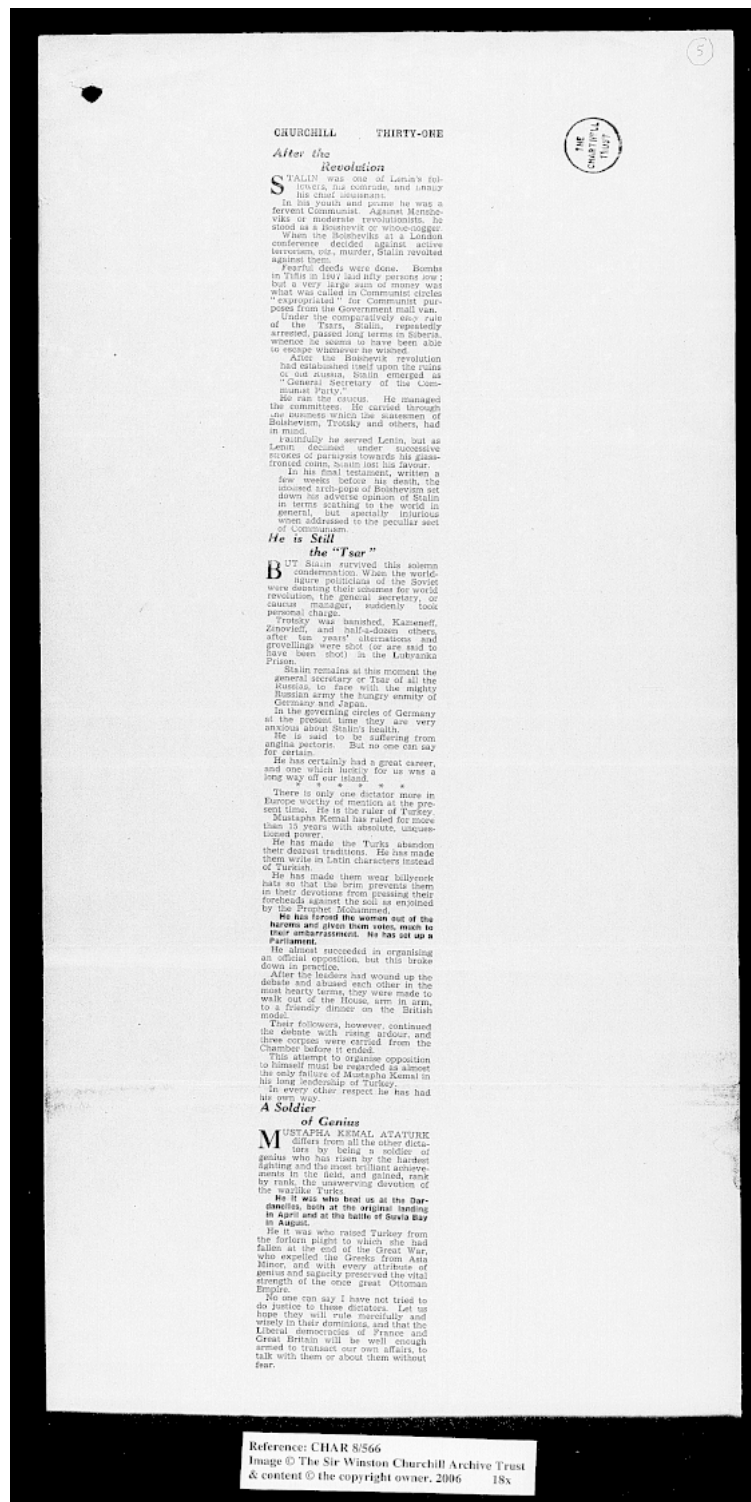 5
THE
CHARTWELL
TRUST
CHURCHILL THIRTY-ONE
After the
Revolution
STALIN was one of Lenin's fol-
lowers, his comrade, and finally
his chief lieutenant.
In his youth and prime he was a
fervent Communist. Against Menshe-
viks or moderate revolutionists, he
stood as a Bolshevik or whole-hogger.
When the Bolsheviks at a London
conference decided against active
terrorism, viz., murder, Stalin revolted
against them.
Fearful deeds were done. Bombs
in Tiflis in 1907 laid fifty persons low;
but a very large sum of money was
what was called in Communist circles
"expropriated" for Communist pur-
poses from the Government mail van.
Under the comparatively easy rule
of the Tsars, Stalin, repeatedly
arrested, passed long terms in Siberia,
whence he seems to have been able
to escape whenever he wished.
After the Bolshevik revolution
had established itself upon the ruins
of old Russia, Stalin emerged as
"General Secretary of the Com-
munist Party."
He ran the caucus. He managed
the committees. He carried through
the business which the statesmen of
Bolshevism, Trotsky and others, had
in mind.
Faithfully he served Lenin, but as
Lenin declined under successive
strokes of paralysis towards his glass-
fronted coffin, Stalin lost his favour.
In his final testament, written a
few weeks before his death, the
idolised arch-pope of Bolshevism set
down his adverse opinion of Stalin
in terms scathing to the world in
general, but specially injurious
when addressed to the peculiar sect
of Communism.
He is Still
the "Tsar"
BUT Stalin survived this solemn
condemnation. When the world-
figure politicians of the Soviet
were debating their schemes for world
revolution, the general secretary, or
caucus manager, suddenly took
personal charge.
Trotsky was banished, Kameneff,
Zinovieff, and half-a-dozen others,
after ten years' alternations and
grovellings were shot (or are said to
have been shot) in the Lubyanka
Prison.
Stalin remains at this moment the
general secretary or Tsar of all the
Russias, to face with the mighty
Russian army the hungry enmity of
Germany and Japan.
In the governing circles of Germany
at the present time they are very
anxious about Stalin's health.
He is said to be suffering from
angina pectoris. But no one can say
for certain.
He has certainly had a great career,
and one which luckily for us was a
long way off our island.
* * * * * *
There is only one dictator more in
Europe worthy of mention at the pre-
sent time. He is the ruler of Turkey.
Mustapha Kemal has ruled for more
than 15 years with absolute, unques-
tioned power.
He has made the Turks abandon
their dearest traditions. He has made
them write in Latin characters instead
of Turkish.
He has made them wear billycock
hats so that the brim prevents them
in their devotions from pressing their
foreheads against the soil as enjoined
by the Prophet Mohammed.
He has forced the women out of the
harems and given them votes, much to
their embarrassment. He has set up a
Parliament.
He almost succeeded in organising
an official opposition, but this broke
down in practice.
After the leaders had wound up the
debate and abused each other in the
most hearty terms, they were made to
walk out of the House, arm in arm,
to a friendly dinner on the British
model.
Their followers, however, continued
the debate with rising ardour, and
three corpses were carried from the
Chamber before it ended.
This attempt to organise opposition
to himself must be regarded as almost
the only failure of Mustapha Kemal in
his long leadership of Turkey.
In every other respect he has had
his own way.
A Soldier
of Genius
MUSTAPHA KEMAL ATATURK
differs from all the other dicta-
tors by being a soldier of
genius who has risen by the hardest
fighting and the most brilliant achieve-
ments in the field, and gained, rank
by rank, the unswerving devotion of
the warlike Turks.
He it was who beat us at the Dar-
danelles, both at the original landing
in April and at the battle of Suvla Bay
in August.
He it was who raised Turkey from
the forlorn plight to which she had
fallen at the end of the Great War,
who expelled the Greeks from Asia
Minor, and with every attribute of
genius and sagacity preserved the vital
strength of the once great Ottoman
Empire.
No one can say I have not tried to
do justice to these dictators. Let us
hope they will rule mercifully and
wisely in their dominions, and that the
Liberal democracies of France and
Great Britain will be well enough
armed to transact our own affairs, to
talk with them or about them without
fear.
Reference: CHAR 8/566
Image © The Sir Winston Churchill Archive Trust
& content © the copyright owner. 2006 18x